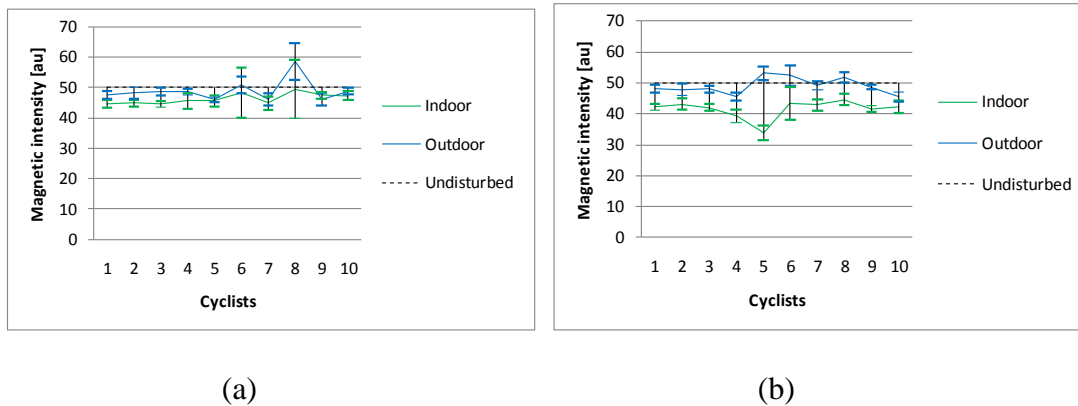 70
60
50
40
30
20
10
0
Magnetic intensity [au]
1 2 3 4 5 6 7 8 9 10
Cyclists
Indoor
Outdoor
Undisturbed
(a)
70
60
50
40
30
20
10
0
Magnetic intensity [au]
1 2 3 4 5 6 7 8 9 10
Cyclists
Indoor
Outdoor
Undisturbed
(b)